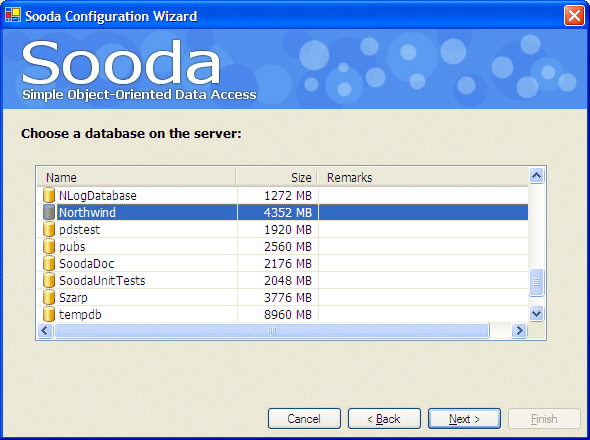 Sooda Configuration Wizard
Sooda
Simple Object-Oriented Data Access
Choose a database on the server:
Name Size Remarks
NLogDatabase 1272 MB
Northwind 4352 MB
pdstest 1920 MB
pubs 2560 MB
SoodaDoc 2176 MB
SoodaUnitTests 2048 MB
Szarp 3776 MB
tempdb 8960 MB
Cancel < Back Next > Finish